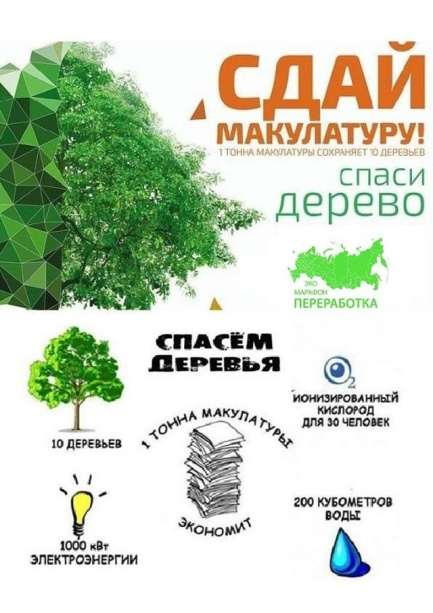 СДАЙ
МАКУЛАТУРУ!
1 ТОННА МАКУЛАТУРЫ СОХРАНЯЕТ 10 ДЕРЕВЬЕВ
спаси
дерево
ЭКО
МАРАФОН
ПЕРЕРАБОТКА
СПАСЁМ
ДЕРЕВЬЯ
O2
ИОНИЗИРОВАННЫЙ
КИСЛОРОД
ДЛЯ 30 ЧЕЛОВЕК
10 ДЕРЕВЬЕВ
1 ТОННА МАКУЛАТУРЫ
ЭКОНОМИТ
1000 кВт
ЭЛЕКТРОЭНЕРГИИ
200 КУБОМЕТРОВ
ВОДЫ